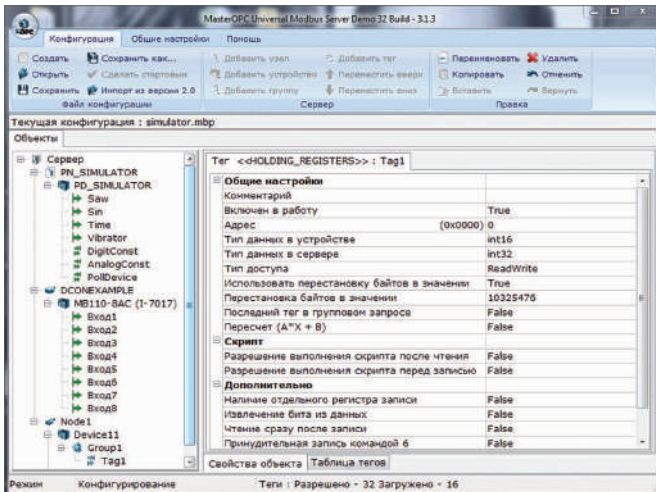 MasterOPC Universal Modbus Server Demo 32 Build - 3.1.3
Конфигурация Общие настройки Помощь
Создать Сохранить как... Добавить узел Добавить тег Переименовать Удалить
Открыть Сделать стартовым Добавить устройство Переместить вверх Копировать Отменить
Сохранить Импорт из версии 2.0 Добавить группу Переместить вниз Вставить Вернуть
Файл конфигурации Сервер Правка
Текущая конфигурация : simulator.mbp
Объекты
Сервер
PN_SIMULATOR
PD_SIMULATOR
Saw
Sin
Time
Vibrator
DigitConst
AnalogConst
PollDevice
DCONEXAMPLE
MB110-8AC (I-7017)
Вход1
Вход2
Вход3
Вход4
Вход5
Вход6
Вход7
Вход8
Node1
Device11
Group1
Tag1
Тег <<HOLDING_REGISTERS>> : Tag1
Общие настройки
Комментарий
Включен в работу True
Адрес (0x0000) 0
Тип данных в устройстве int16
Тип данных в сервере int32
Тип доступа ReadWrite
Использовать перестановку байтов в значении True
Перестановка байтов в значении 10325476
Последний тег в групповом запросе False
Пересчет (A*X + B) False
Скрипт
Разрешение выполнения скрипта после чтения False
Разрешение выполнения скрипта перед записью False
Дополнительно
Наличие отдельного регистра записи False
Извлечение бита из данных False
Чтение сразу после записи False
Принудительная запись командой 6 False
Свойства объекта Таблица тегов
Режим Конфигурирование Теги : Разрешено - 32 Загружено - 16